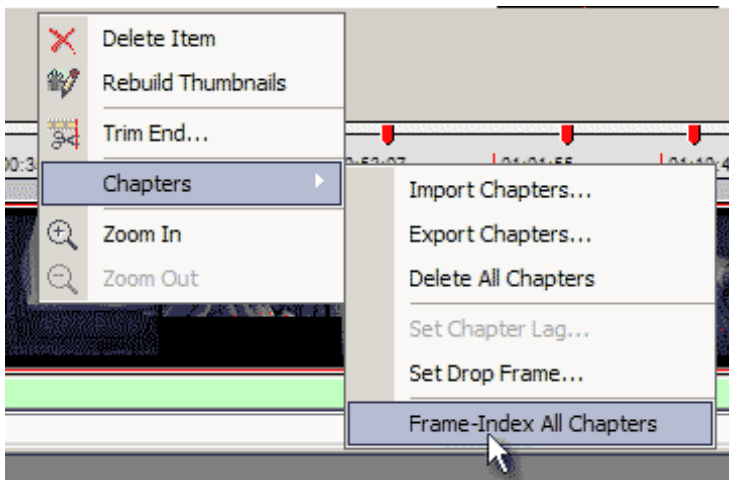 Delete Item
Rebuild Thumbnails
Trim End...
Chapters
Zoom In
Zoom Out
Import Chapters...
Export Chapters...
Delete All Chapters
Set Chapter Lag...
Set Drop Frame...
Frame-Index All Chapters